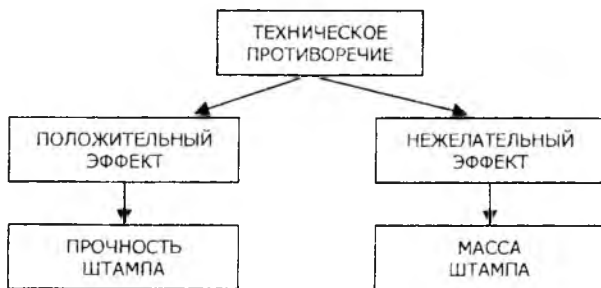 ТЕХНИЧЕСКОЕ
ПРОТИВОРЕЧИЕ
ПОЛОЖИТЕЛЬНЫЙ
ЭФФЕКТ
НЕЖЕЛАТЕЛЬНЫЙ
ЭФФЕКТ
ПРОЧНОСТЬ
ШТАМПА
МАССА
ШТАМПА